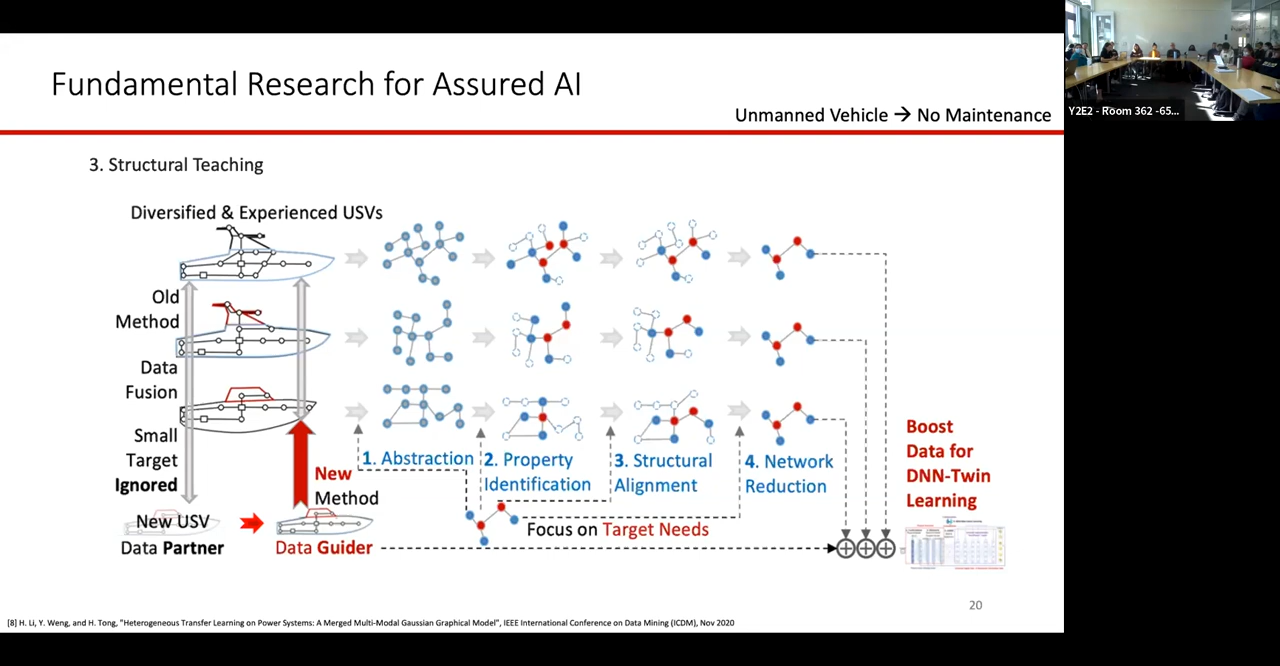 Fundamental Research for Assured AI
Unmanned Vehicle → No Maintenance
Y2E2 - Room 362 -65...
3. Structural Teaching
Diversified & Experienced USVs
Old
Method
Data
Fusion
Small
Target
Ignored
New
Method
1. Abstraction
2. Property
Identification
3. Structural
Alignment
4. Network
Reduction
Boost
Data for
DNN-Twin
Learning
New USV
Data Partner
Data Guider
Focus on Target Needs
20
[8] H. Li, Y. Weng, and H. Tong, "Heterogeneous Transfer Learning on Power Systems: A Merged Multi-Modal Gaussian Graphical Model", IEEE International Conference on Data Mining (ICDM), Nov 2020